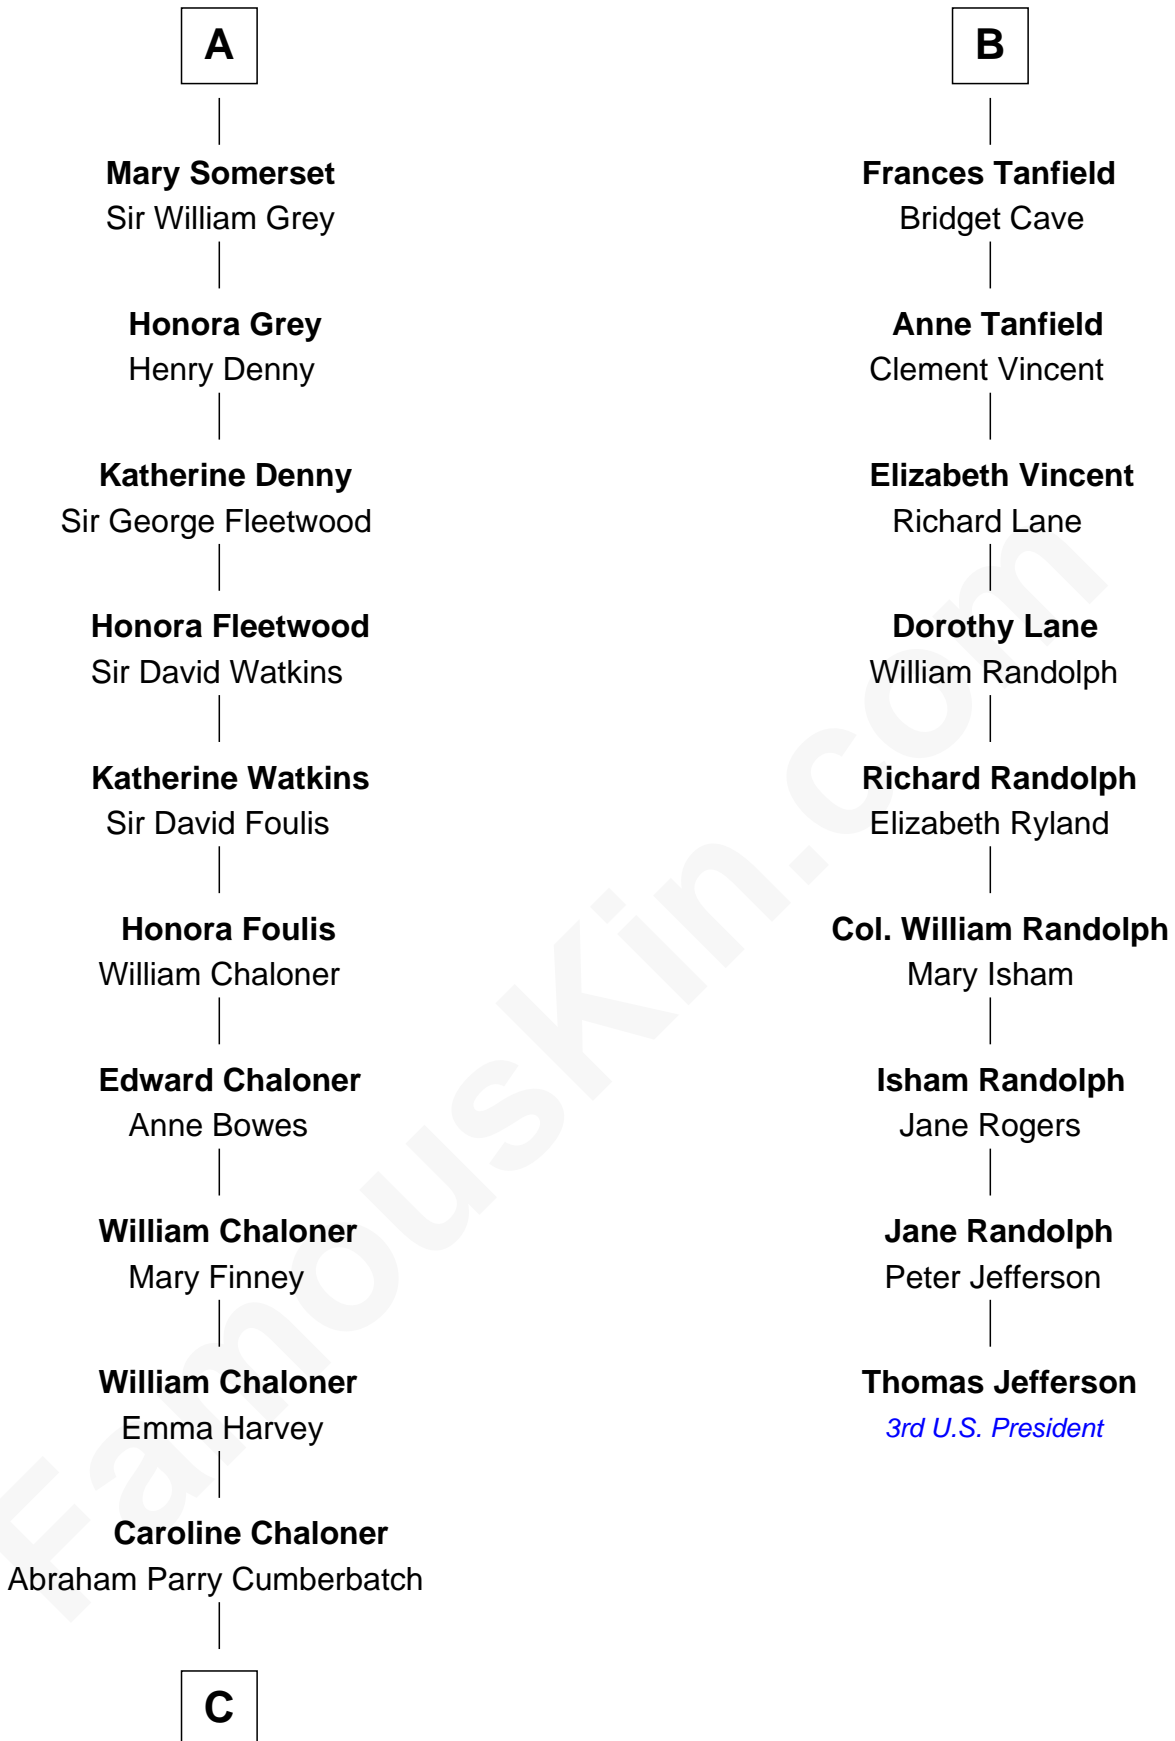 A
Mary Somerset
Sir William Grey
Honora Grey
Henry Denny
Katherine Denny
Sir George Fleetwood
Honora Fleetwood
Sir David Watkins
Katherine Watkins
Sir David Foulis
Honora Foulis
William Chaloner
Edward Chaloner
Anne Bowes
William Chaloner
Mary Finney
William Chaloner
Emma Harvey
Caroline Chaloner
Abraham Parry Cumberbatch
C
B
Frances Tanfield
Bridget Cave
Anne Tanfield
Clement Vincent
Elizabeth Vincent
Richard Lane
Dorothy Lane
William Randolph
Richard Randolph
Elizabeth Ryland
Col. William Randolph
Mary Isham
Isham Randolph
Jane Rogers
Jane Randolph
Peter Jefferson
Thomas Jefferson
3rd U.S. President
FamousKin.com